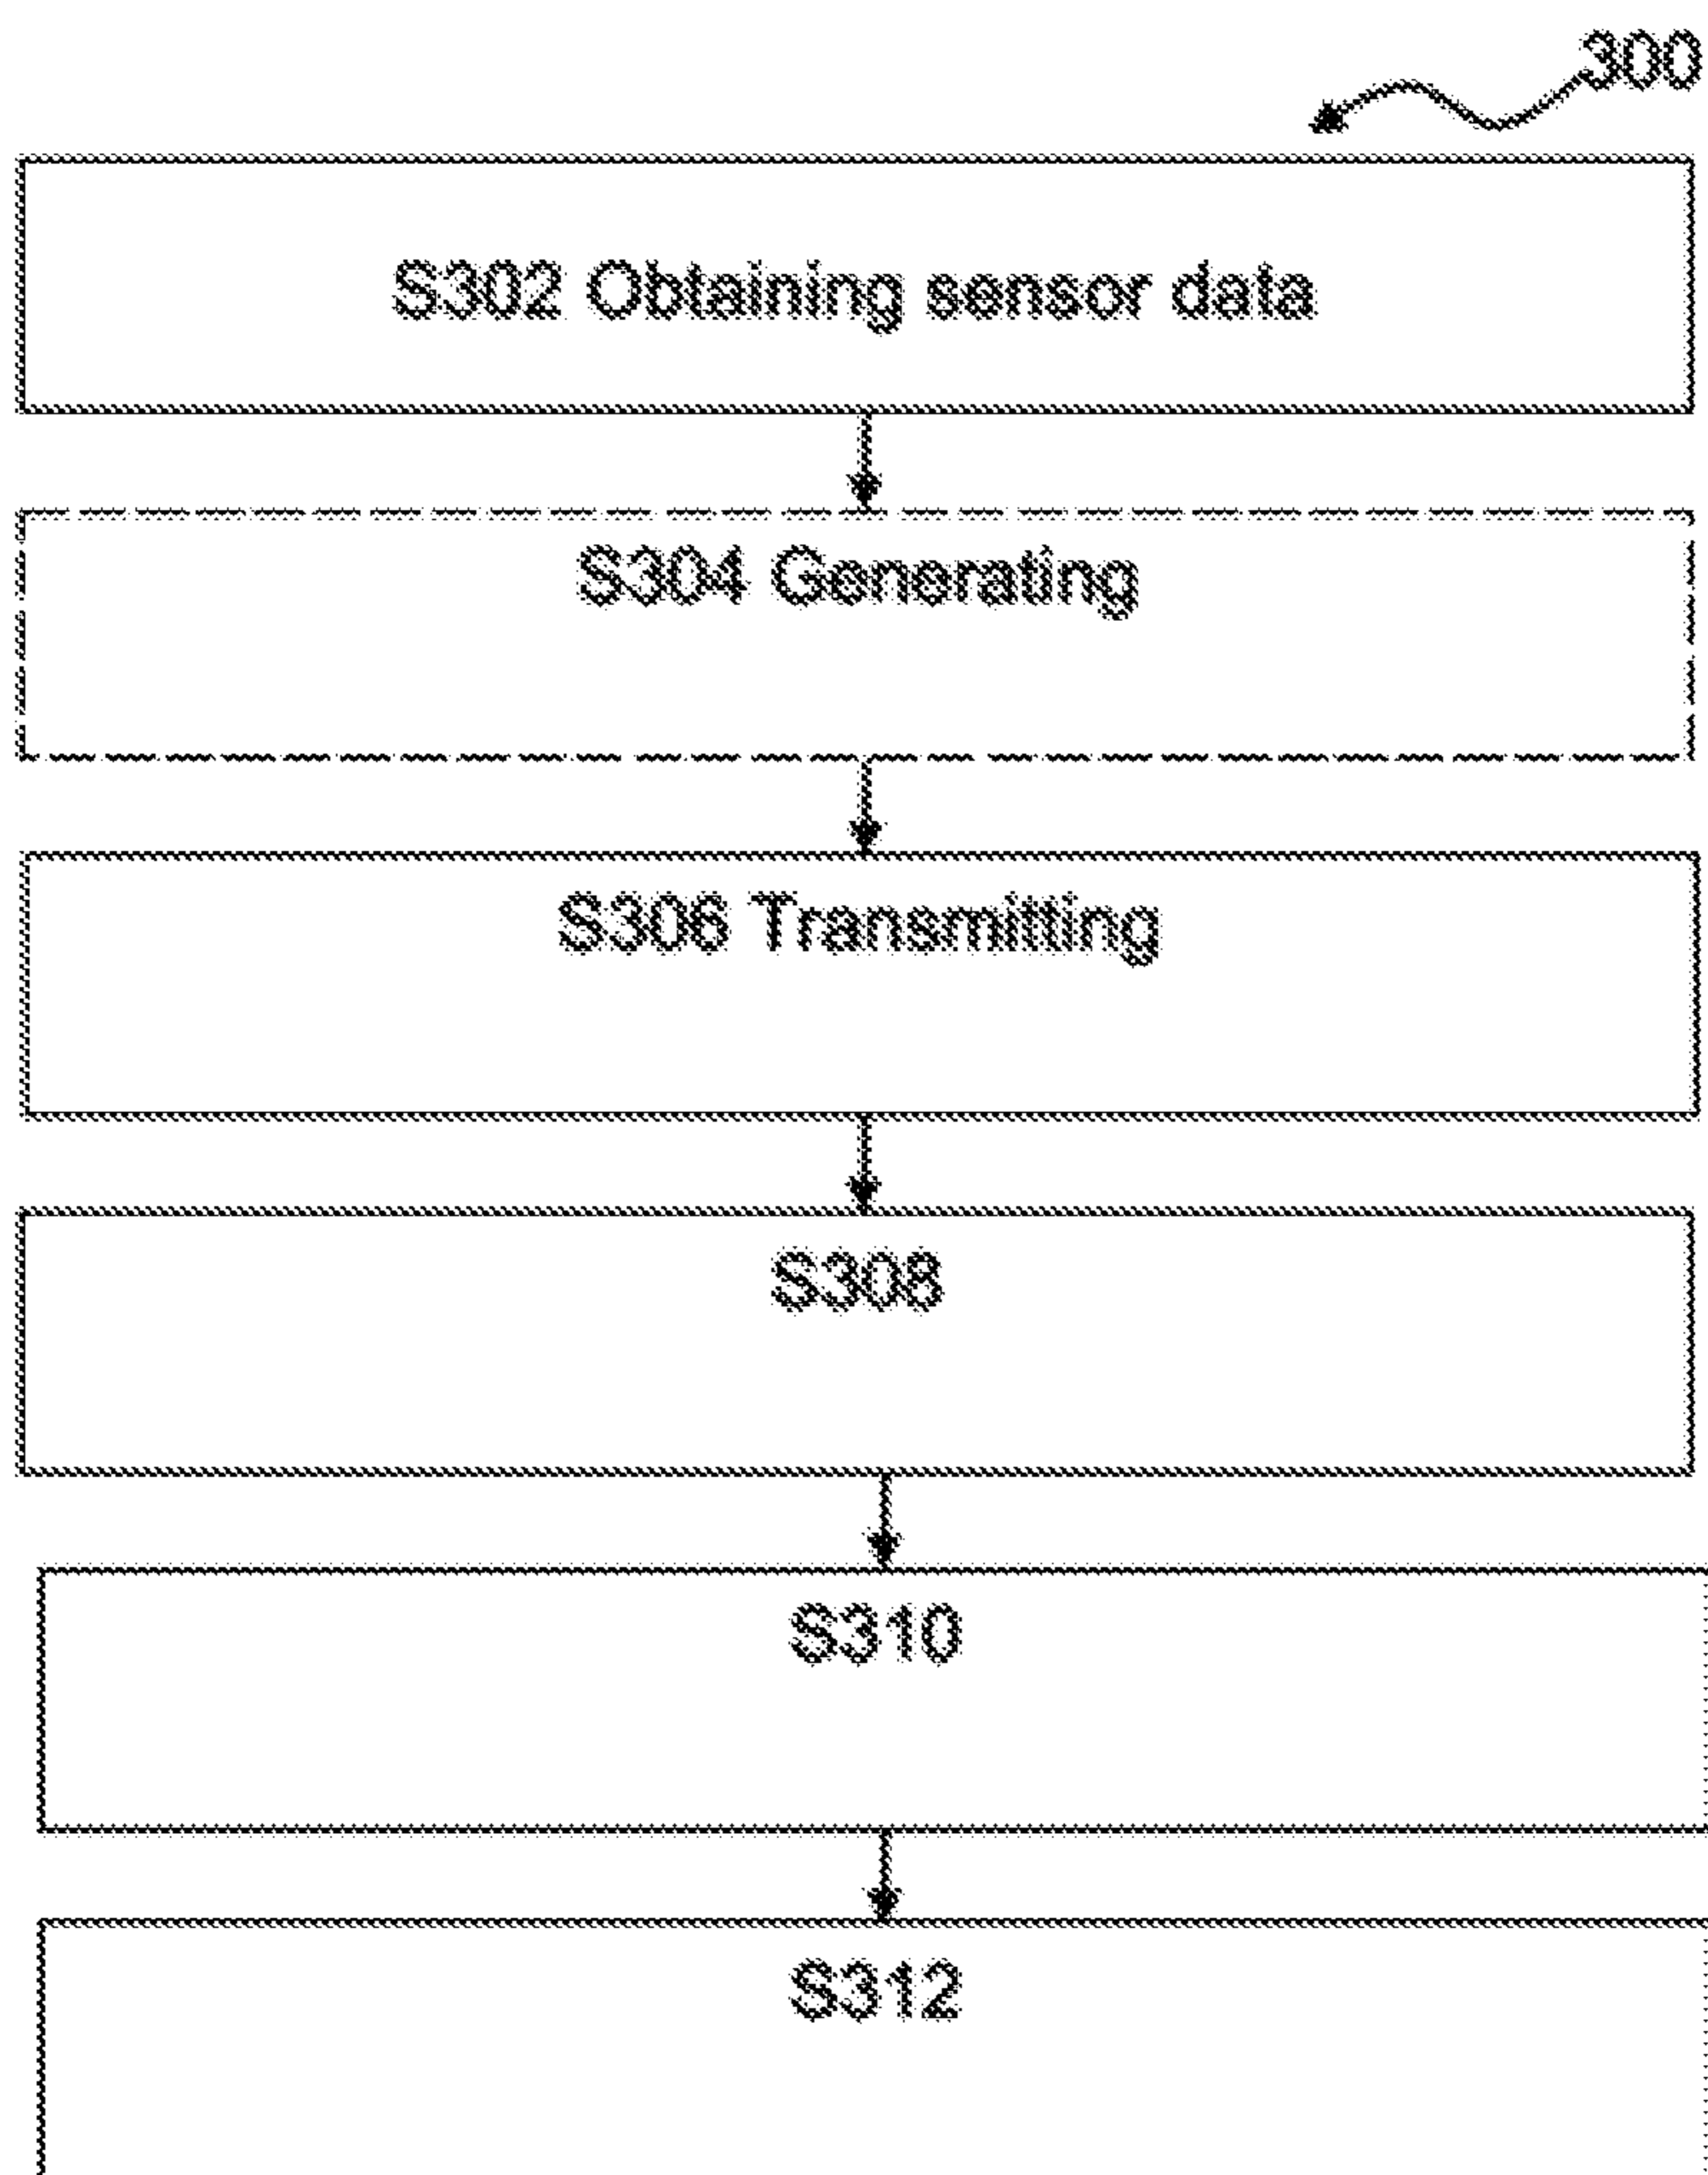 300
S302 Obtaining sensor data
S304 Generating
S306 Transmitting
S308
S310
S312